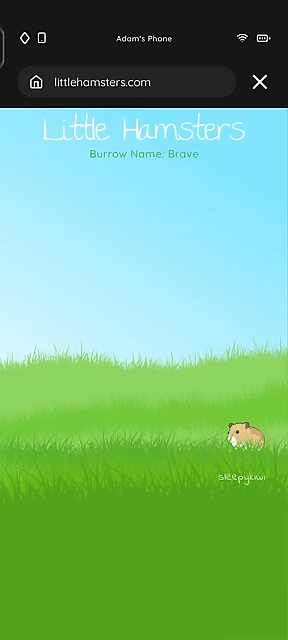 Adam's Phone
littlehamsters.com
Little Hamsters
Burrow Name: Brave
sleepykiwi